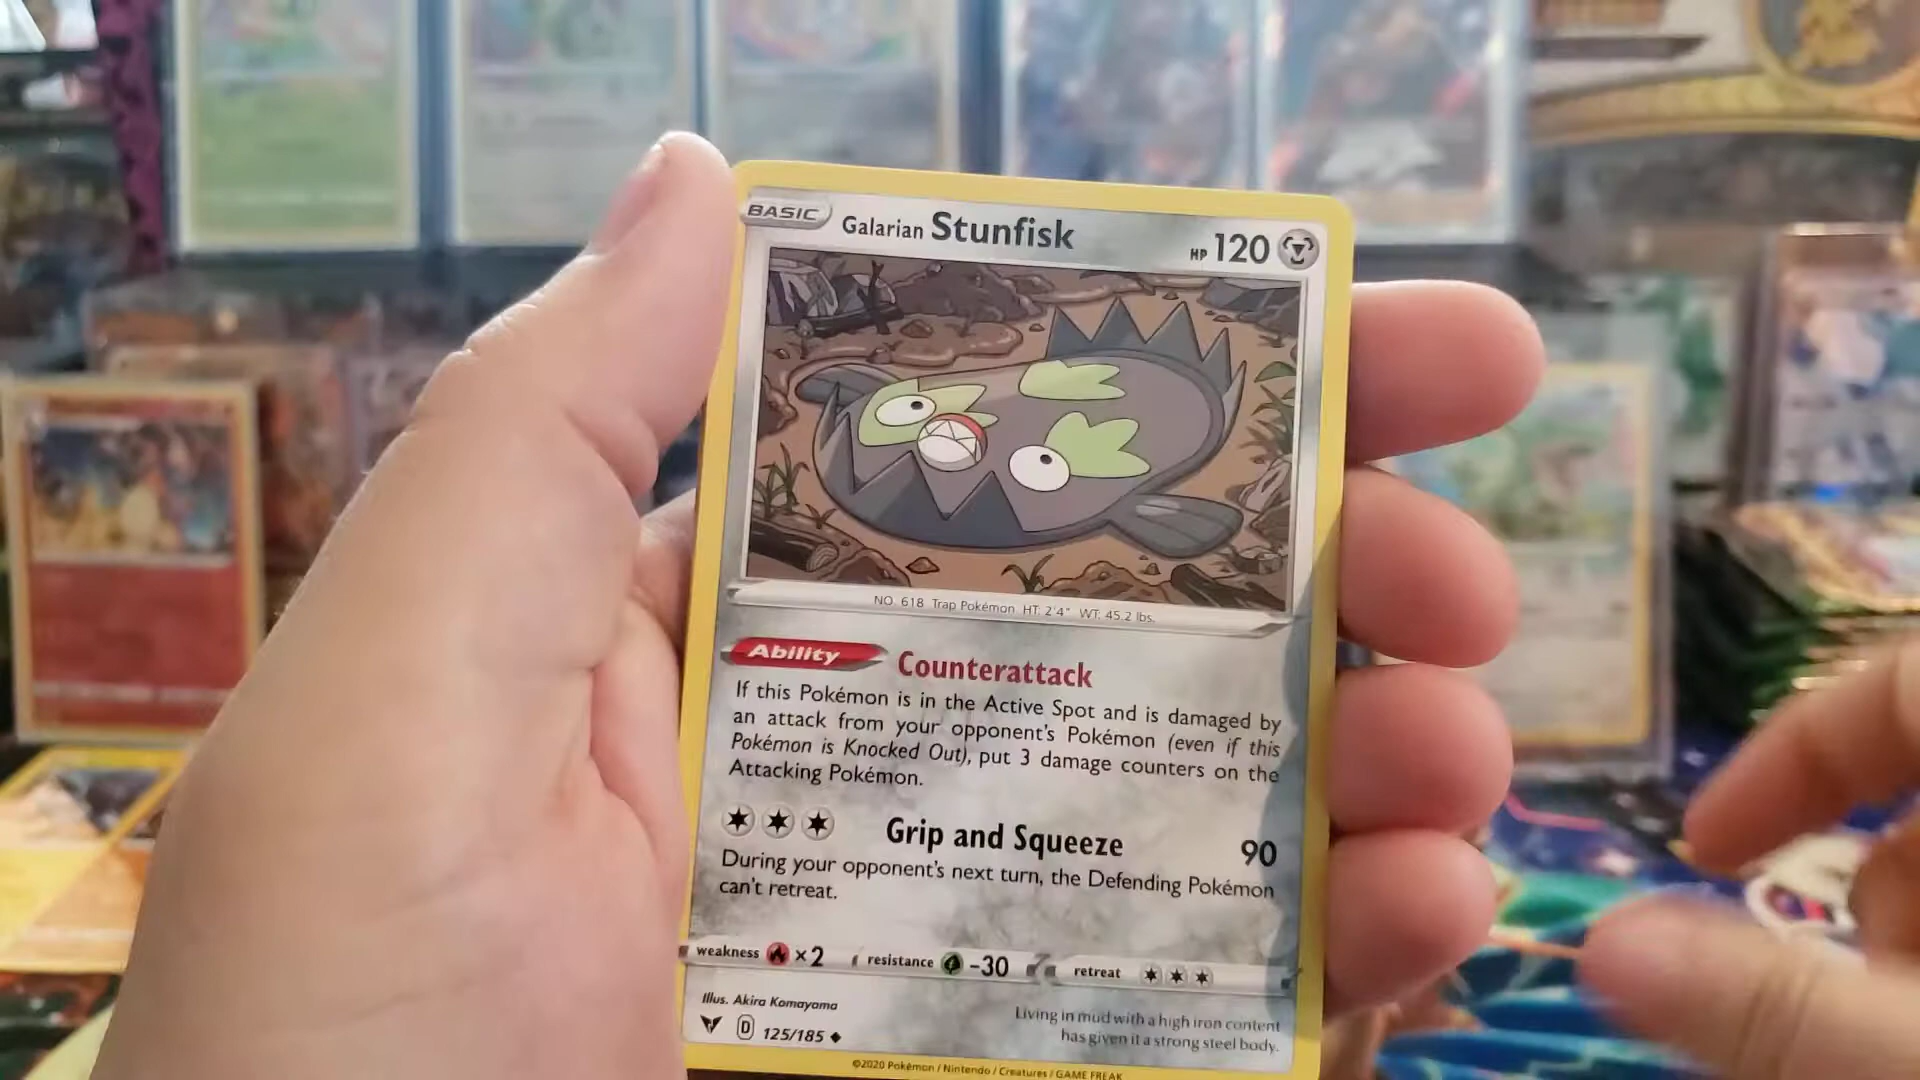 BASIC Galarian Stunfisk HP 120
NO. 618 Trap Pokémon HT: 2'4" WT: 45.2 lbs.
Ability Counterattack
If this Pokémon is in the Active Spot and is damaged by
an attack from your opponent's Pokémon (even if this
Pokémon is Knocked Out), put 3 damage counters on the
Attacking Pokémon.
Grip and Squeeze 90
During your opponent's next turn, the Defending Pokémon
can't retreat.
weakness ×2 resistance -30 retreat
Illus. Akira Komayama
D 125/185
Living in mud with a high iron content
has given it a strong steel body.
©2020 Pokémon / Nintendo / Creatures / GAME FREAK